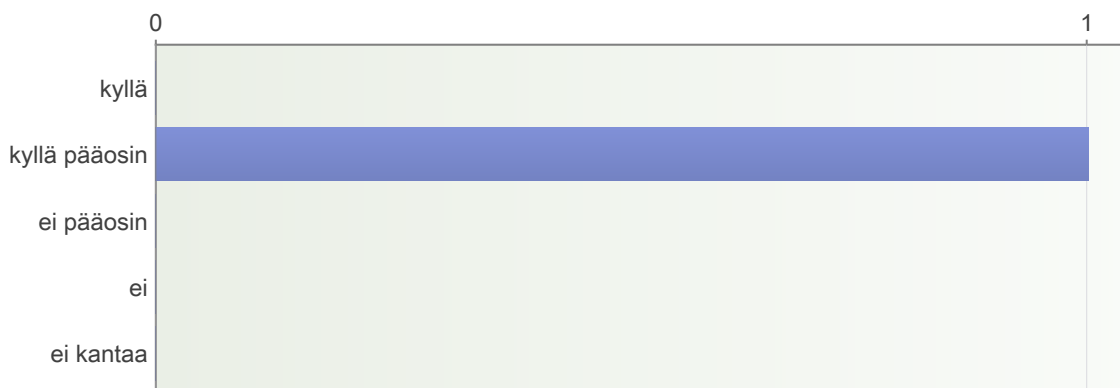 0 1
kyllä
kyllä pääosin
ei pääosin
ei
ei kantaa